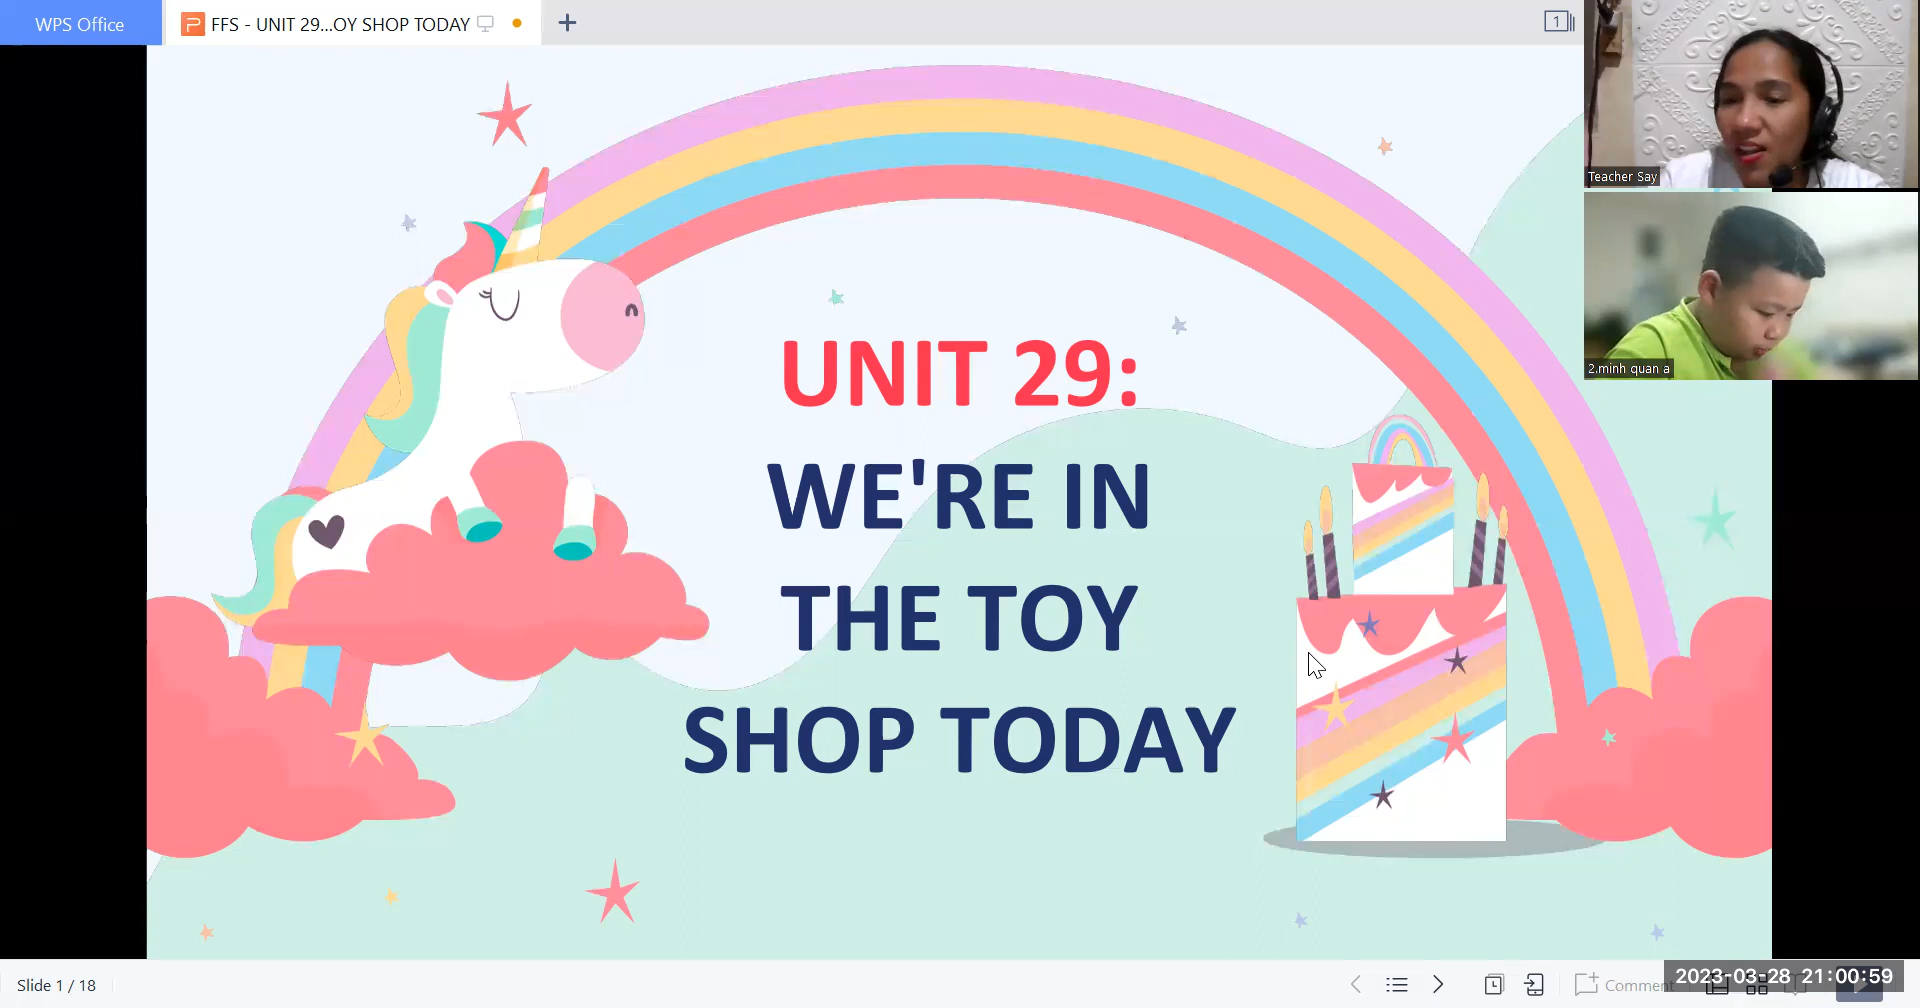 WPS Office
FFS - UNIT 29...OY SHOP TODAY
1
Teacher Say
2.minh quan a
UNIT 29:
WE'RE IN
THE TOY
SHOP TODAY
Slide 1 / 18
Comment
2023-03-28 21:00:59